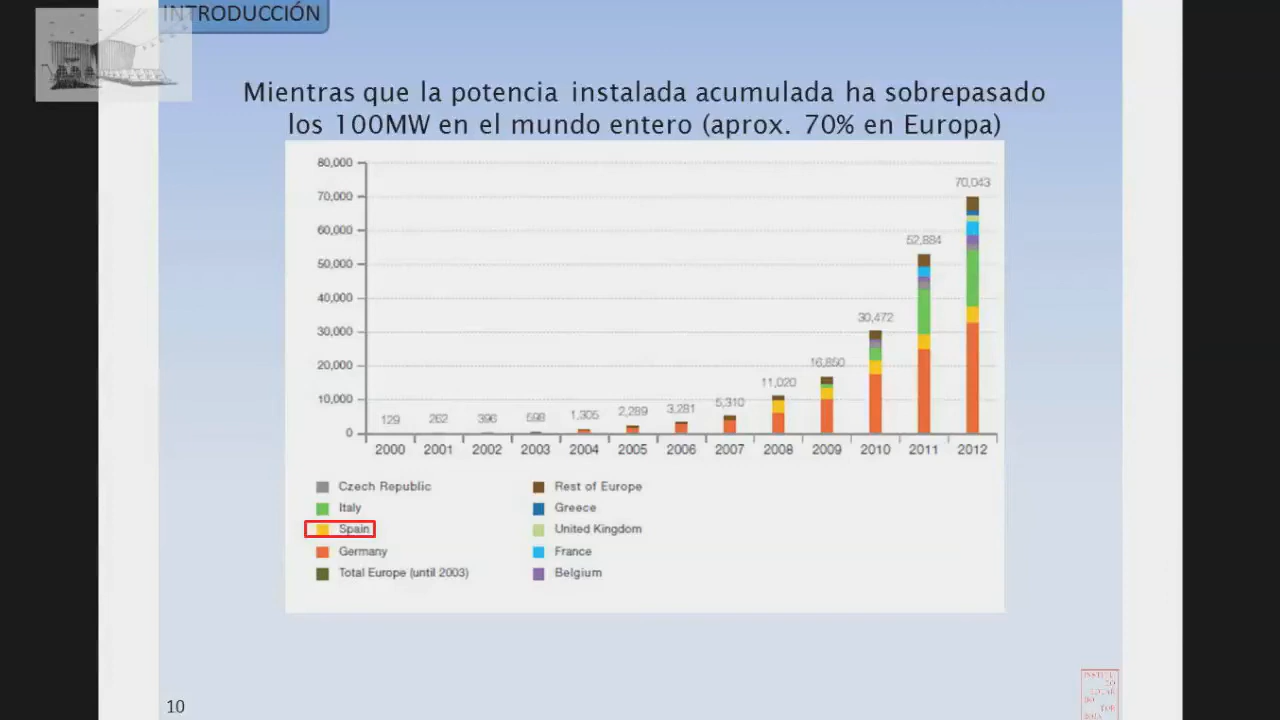 INTRODUCCIÓN
Mientras que la potencia instalada acumulada ha sobrepasado
los 100MW en el mundo entero (aprox. 70% en Europa)
80,000
70,000
60,000
50,000
40,000
30,000
20,000
10,000
0
129
262
396
598
1,305
2,289
3,281
5,310
11,020
16,850
30,472
52,884
70,043
2000 2001 2002 2003 2004 2005 2006 2007 2008 2009 2010 2011 2012
Czech Republic
Italy
Spain
Germany
Total Europe (until 2003)
Rest of Europe
Greece
United Kingdom
France
Belgium
10